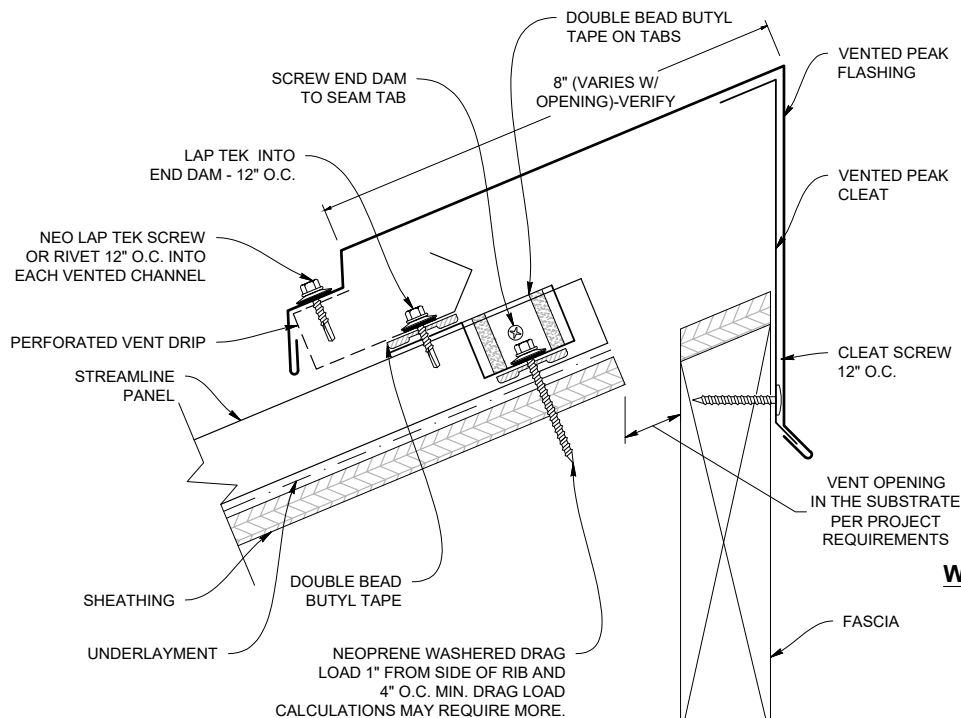 DOUBLE BEAD BUTYL
TAPE ON TABS
VENTED PEAK
FLASHING
SCREW END DAM
TO SEAM TAB
8" (VARIES W/
OPENING)-VERIFY
LAP TEK INTO
END DAM - 12" O.C.
VENTED PEAK
CLEAT
NEO LAP TEK SCREW
OR RIVET 12" O.C. INTO
EACH VENTED CHANNEL
PERFORATED VENT DRIP
STREAMLINE
PANEL
CLEAT SCREW
12" O.C.
VENT OPENING
IN THE SUBSTRATE
PER PROJECT
REQUIREMENTS
W
DOUBLE BEAD
BUTYL TAPE
SHEATHING
FASCIA
UNDERLAYMENT
NEOPRENE WASHERED DRAG
LOAD 1" FROM SIDE OF RIB AND
4" O.C. MIN. DRAG LOAD
CALCULATIONS MAY REQUIRE MORE.